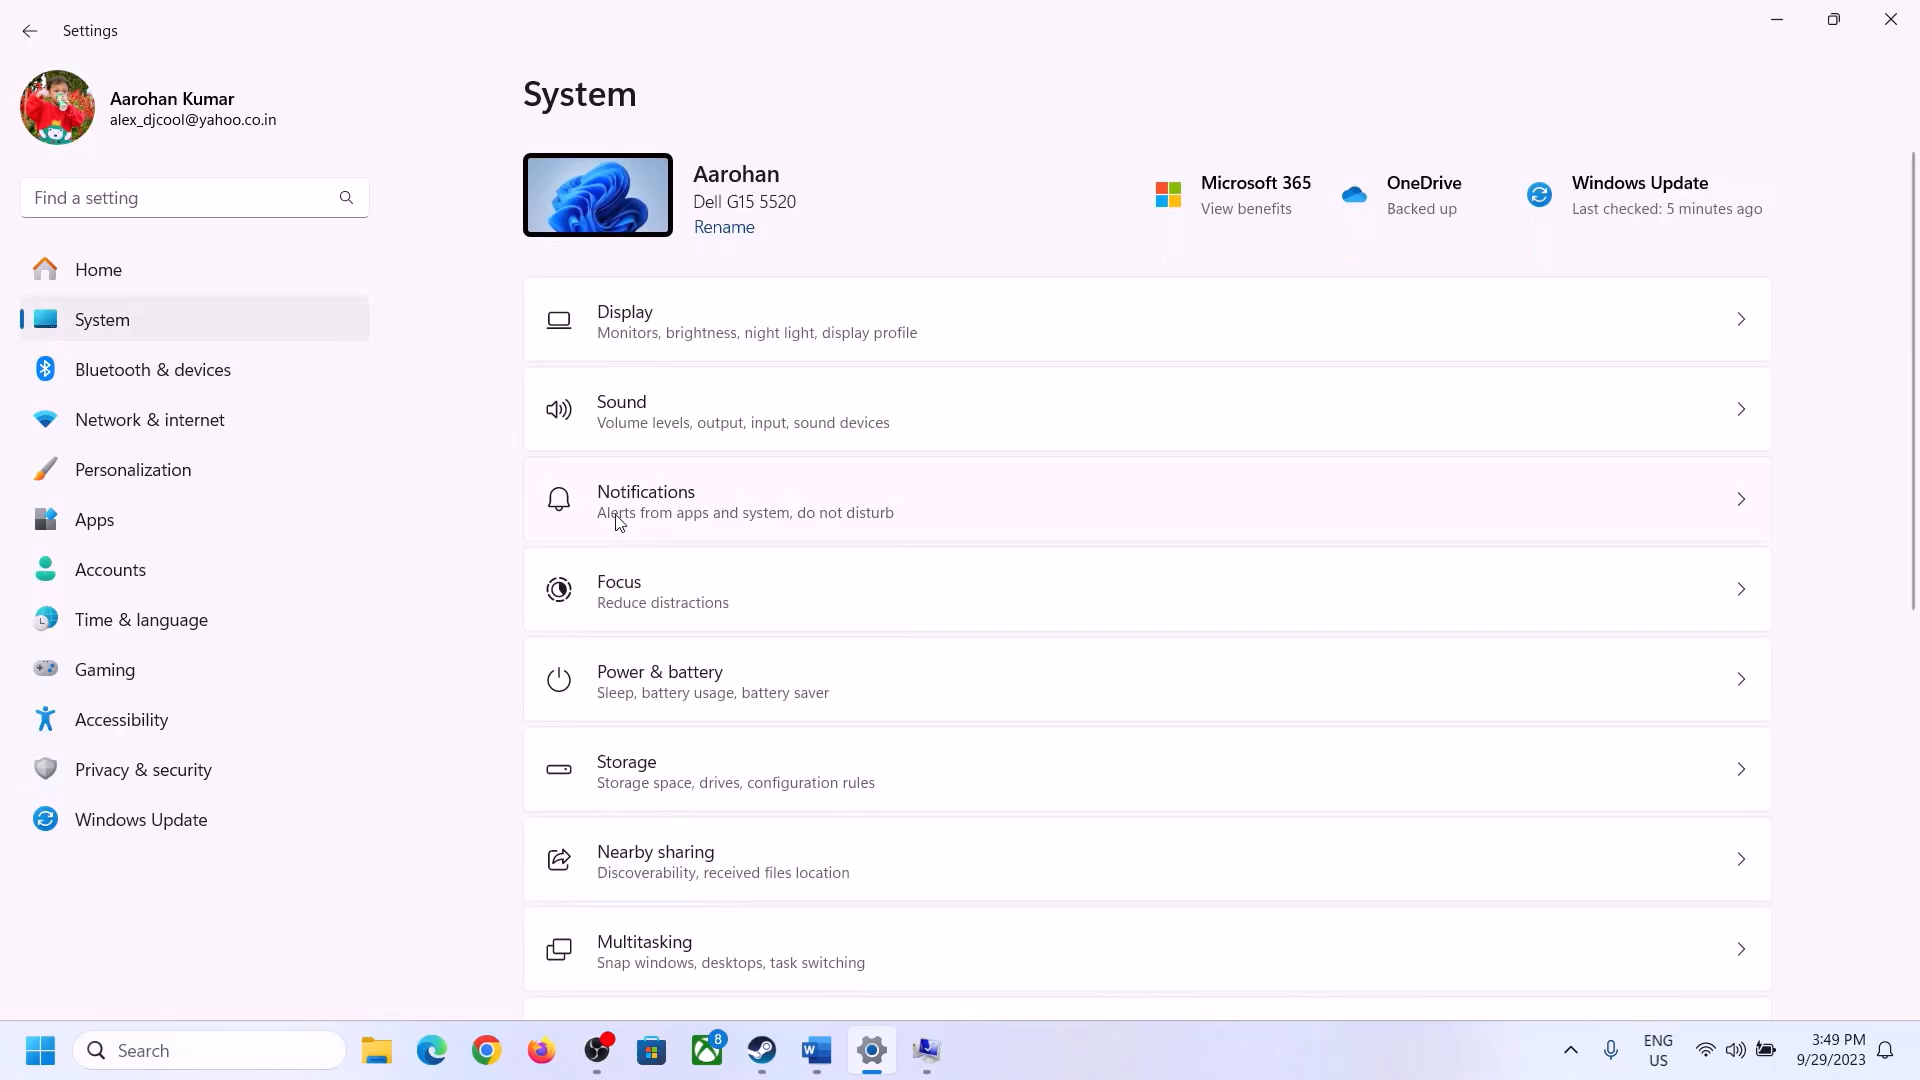 Settings
Aarohan Kumar
alex_djcool@yahoo.co.in
Find a setting
Home
System
Bluetooth & devices
Network & internet
Personalization
Apps
Accounts
Time & language
Gaming
Accessibility
Privacy & security
Windows Update
System
Aarohan
Dell G15 5520
Rename
Microsoft 365
View benefits
OneDrive
Backed up
Windows Update
Last checked: 5 minutes ago
Display
Monitors, brightness, night light, display profile
Sound
Volume levels, output, input, sound devices
Notifications
Alerts from apps and system, do not disturb
Focus
Reduce distractions
Power & battery
Sleep, battery usage, battery saver
Storage
Storage space, drives, configuration rules
Nearby sharing
Discoverability, received files location
Multitasking
Snap windows, desktops, task switching
Search
8
W
ENG
US
3:49 PM
9/29/2023